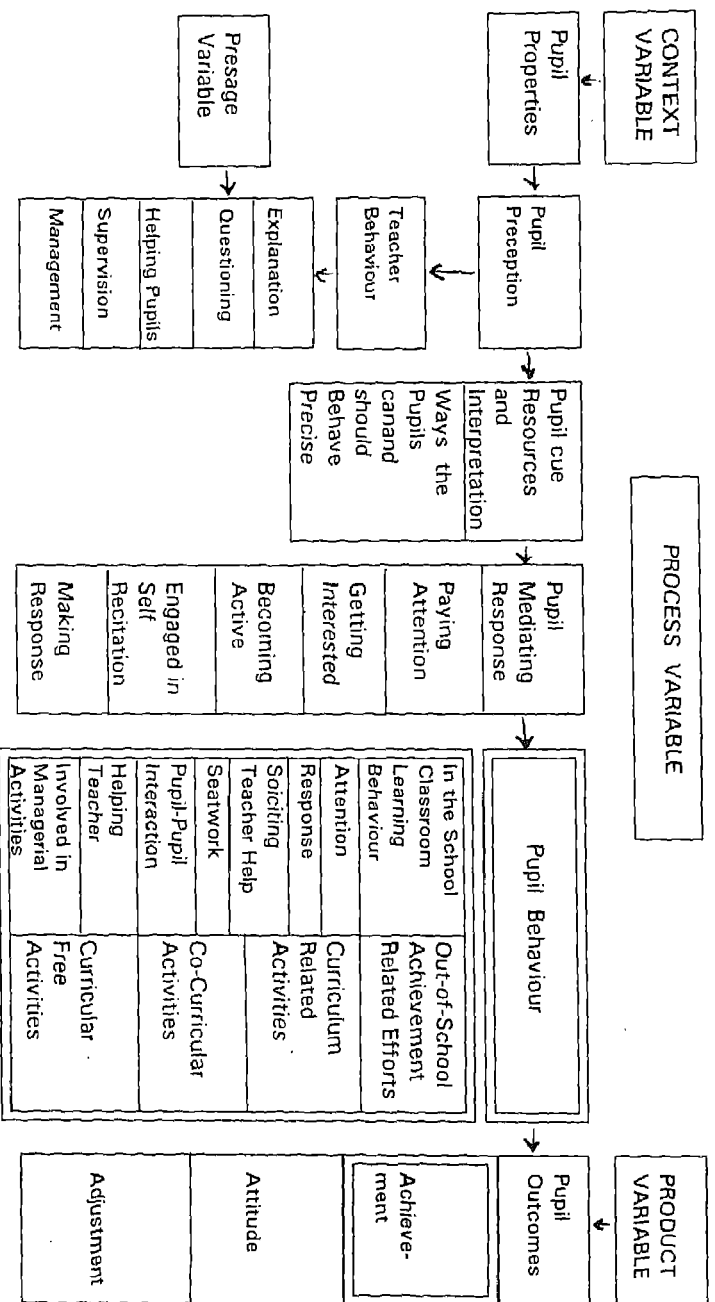 CONTEXT
VARIABLE
Pupil
Properties
Presage
Variable
PROCESS VARIABLE
Pupil
Preception
Teacher
Behaviour
Explanation
Questioning
Helping Pupils
Supervision
Management
Pupil cue
Resources
and
Interpretation
Ways the
Pupils
canand
should
Behave
Precise
Pupil
Mediating
Response
Paying
Attention
Getting
Interested
Becoming
Active
Engaged in
Self
Recitation
Making
Response
Pupil Behaviour
In the School
Classroom
Learning
Behaviour
Attention
Response
Soiciting
Teacher Help
Seatwork
Pupil-Pupil
Interaction
Helping
Teacher
Involved in
Managerial
Activities
Out-of-School
Achievement
Related Efforts
Curriculum
Related
Activities
Co-Curricular
Activities
Curricular
Free
Activities
PRODUCT
VARIABLE
Pupil
Outcomes
Achieve-
ment
Attitude
Adjustment